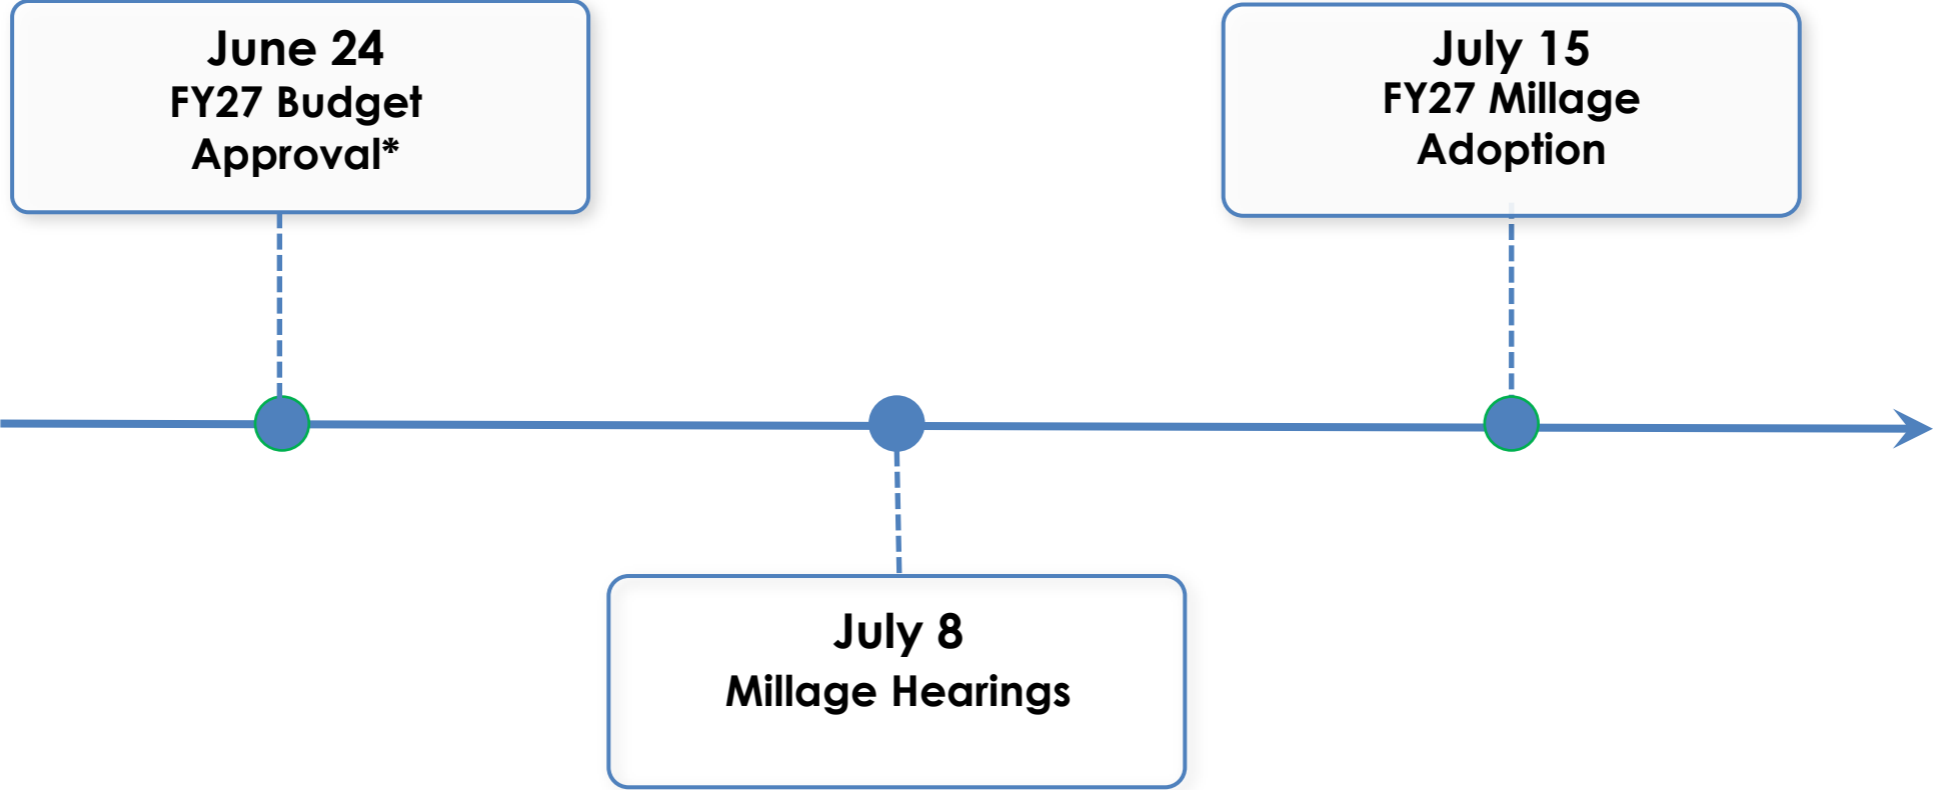 June 24
FY27 Budget
Approval*
July 15
FY27 Millage
Adoption
July 8
Millage Hearings